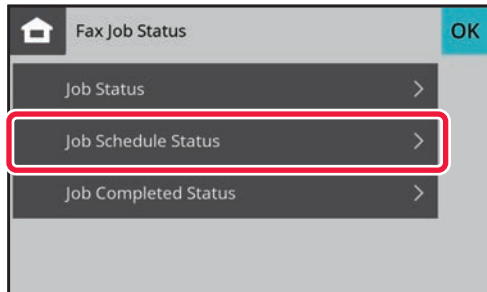 Fax Job Status
OK
Job Status
Job Schedule Status
Job Completed Status